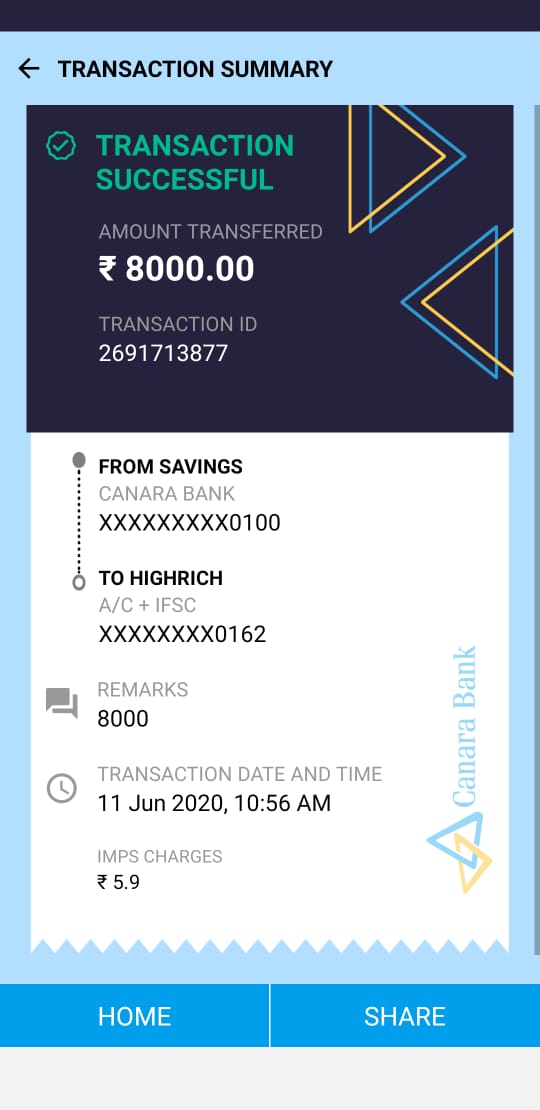 TRANSACTION SUMMARY
TRANSACTION
SUCCESSFUL
AMOUNT TRANSFERRED
₹ 8000.00
TRANSACTION ID
2691713877
FROM SAVINGS
CANARA BANK
XXXXXXXXX0100
TO HIGHRICH
A/C + IFSC
XXXXXXXX0162
REMARKS
8000
TRANSACTION DATE AND TIME
11 Jun 2020, 10:56 AM
IMPS CHARGES
₹ 5.9
Canara Bank
HOME
SHARE